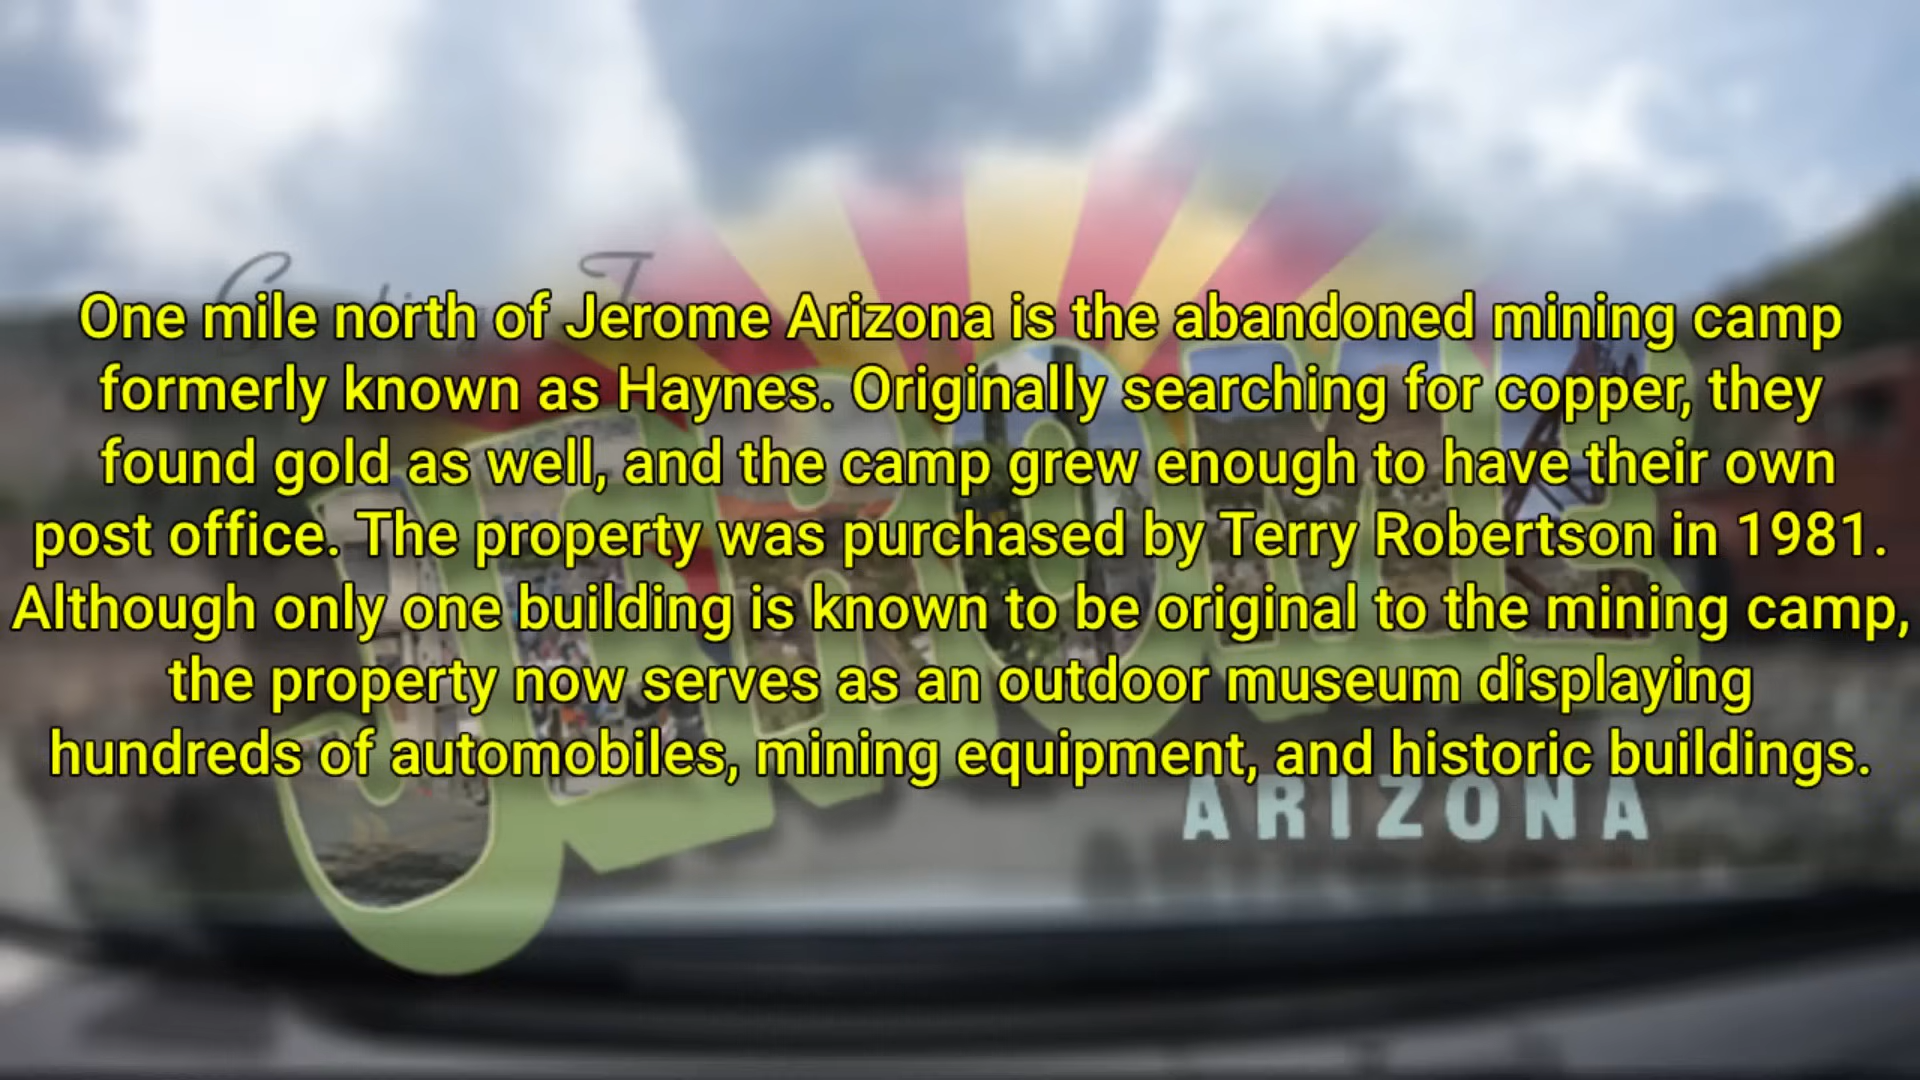 One mile north of Jerome Arizona is the abandoned mining camp
formerly known as Haynes. Originally searching for copper, they
found gold as well, and the camp grew enough to have their own
post office. The property was purchased by Terry Robertson in 1981.
Although only one building is known to be original to the mining camp,
the property now serves as an outdoor museum displaying
hundreds of automobiles, mining equipment, and historic buildings.
JEROME
ARIZONA